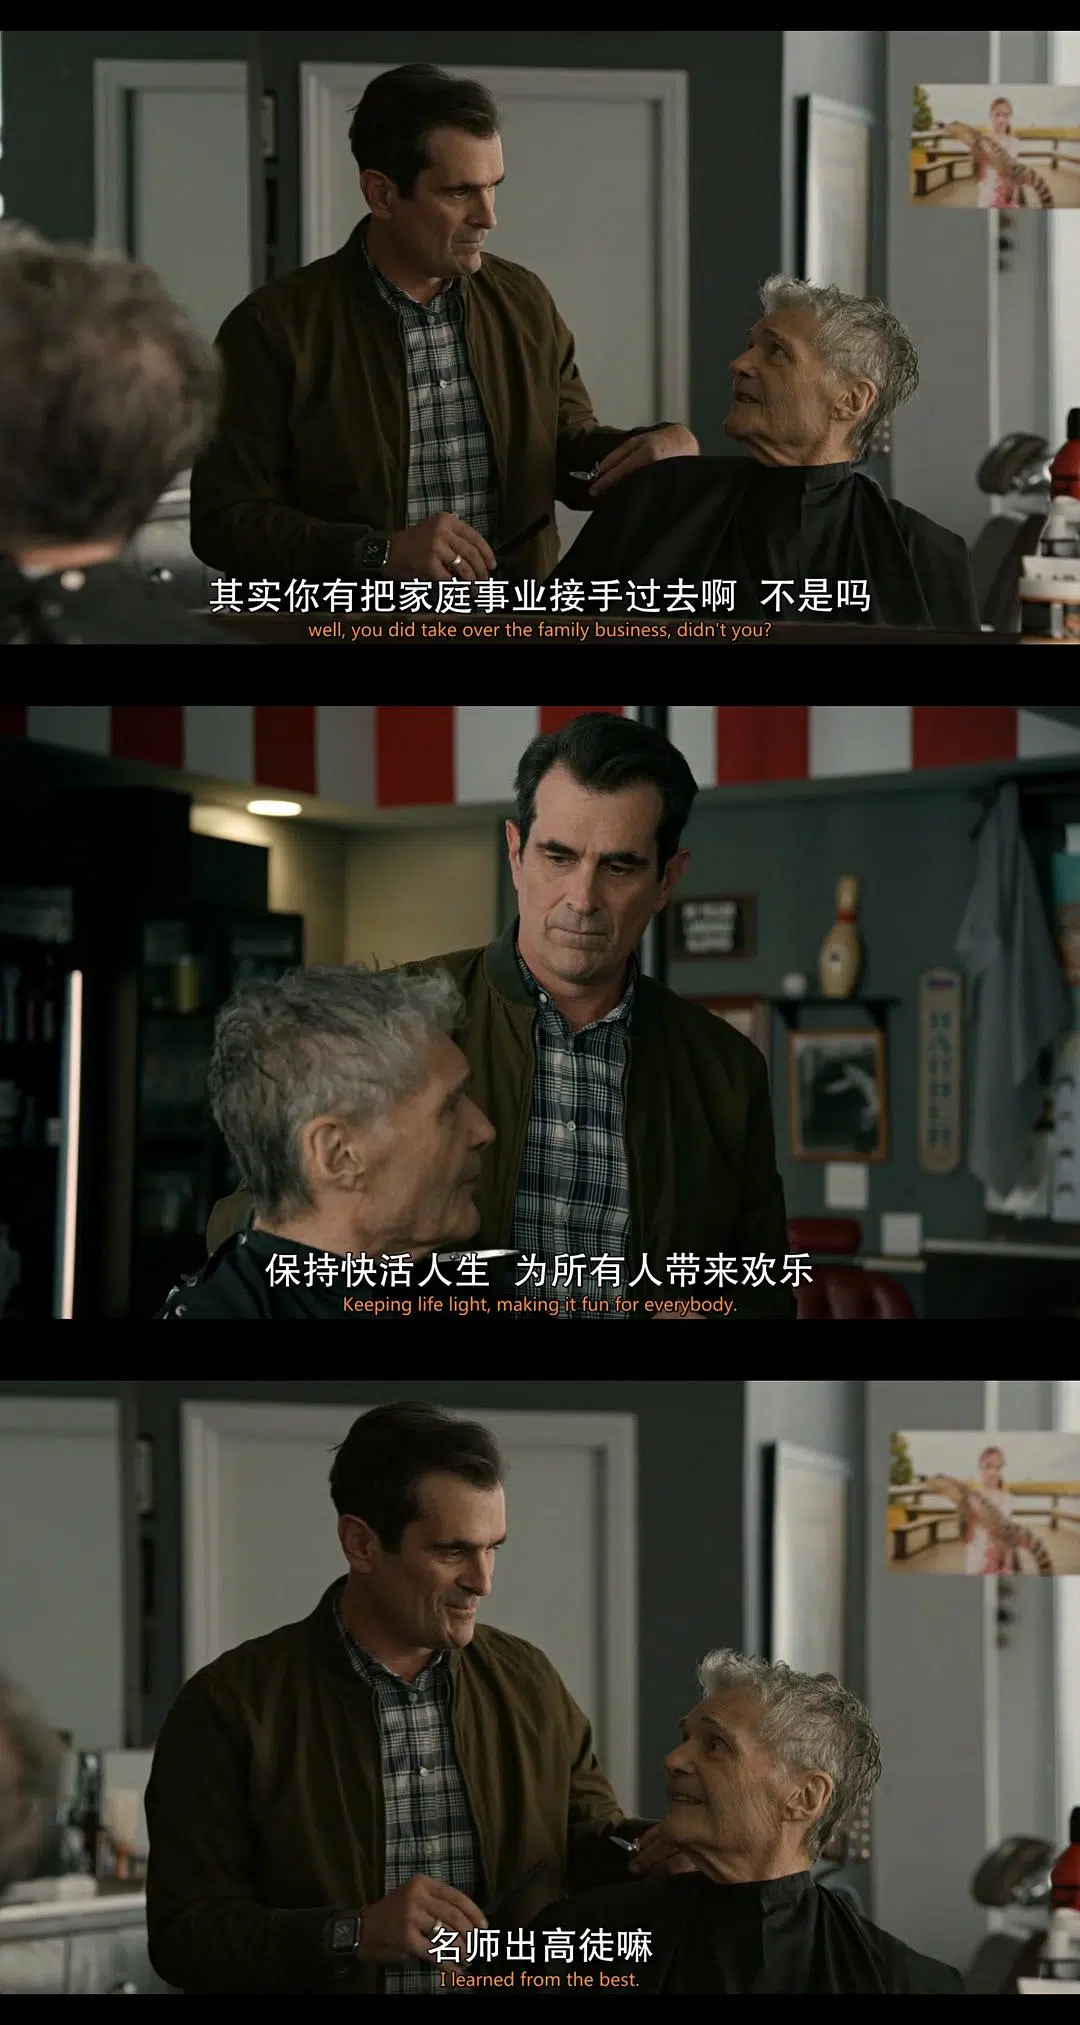 其实你有把家庭事业接手过去啊 不是吗
well, you did take over the family business, didn't you?
保持快活人生 为所有人带来欢乐
Keeping life light, making it fun for everybody.
名师出高徒嘛
I learned from the best.